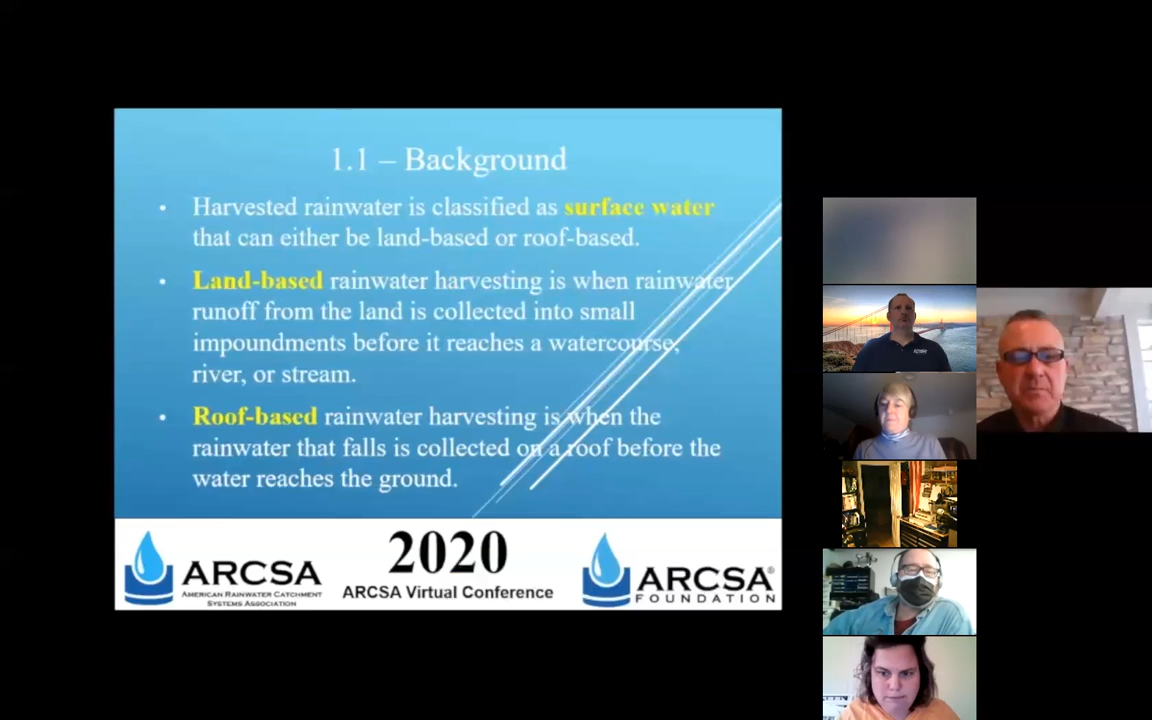 1.1 – Background
• Harvested rainwater is classified as surface water
that can either be land-based or roof-based.
• Land-based rainwater harvesting is when rainwater
runoff from the land is collected into small
impoundments before it reaches a watercourse,
river, or stream.
• Roof-based rainwater harvesting is when the
rainwater that falls is collected on a roof before the
water reaches the ground.
ARCSA
AMERICAN RAINWATER CATCHMENT
SYSTEMS ASSOCIATION
2020
ARCSA Virtual Conference
ARCSA®
FOUNDATION